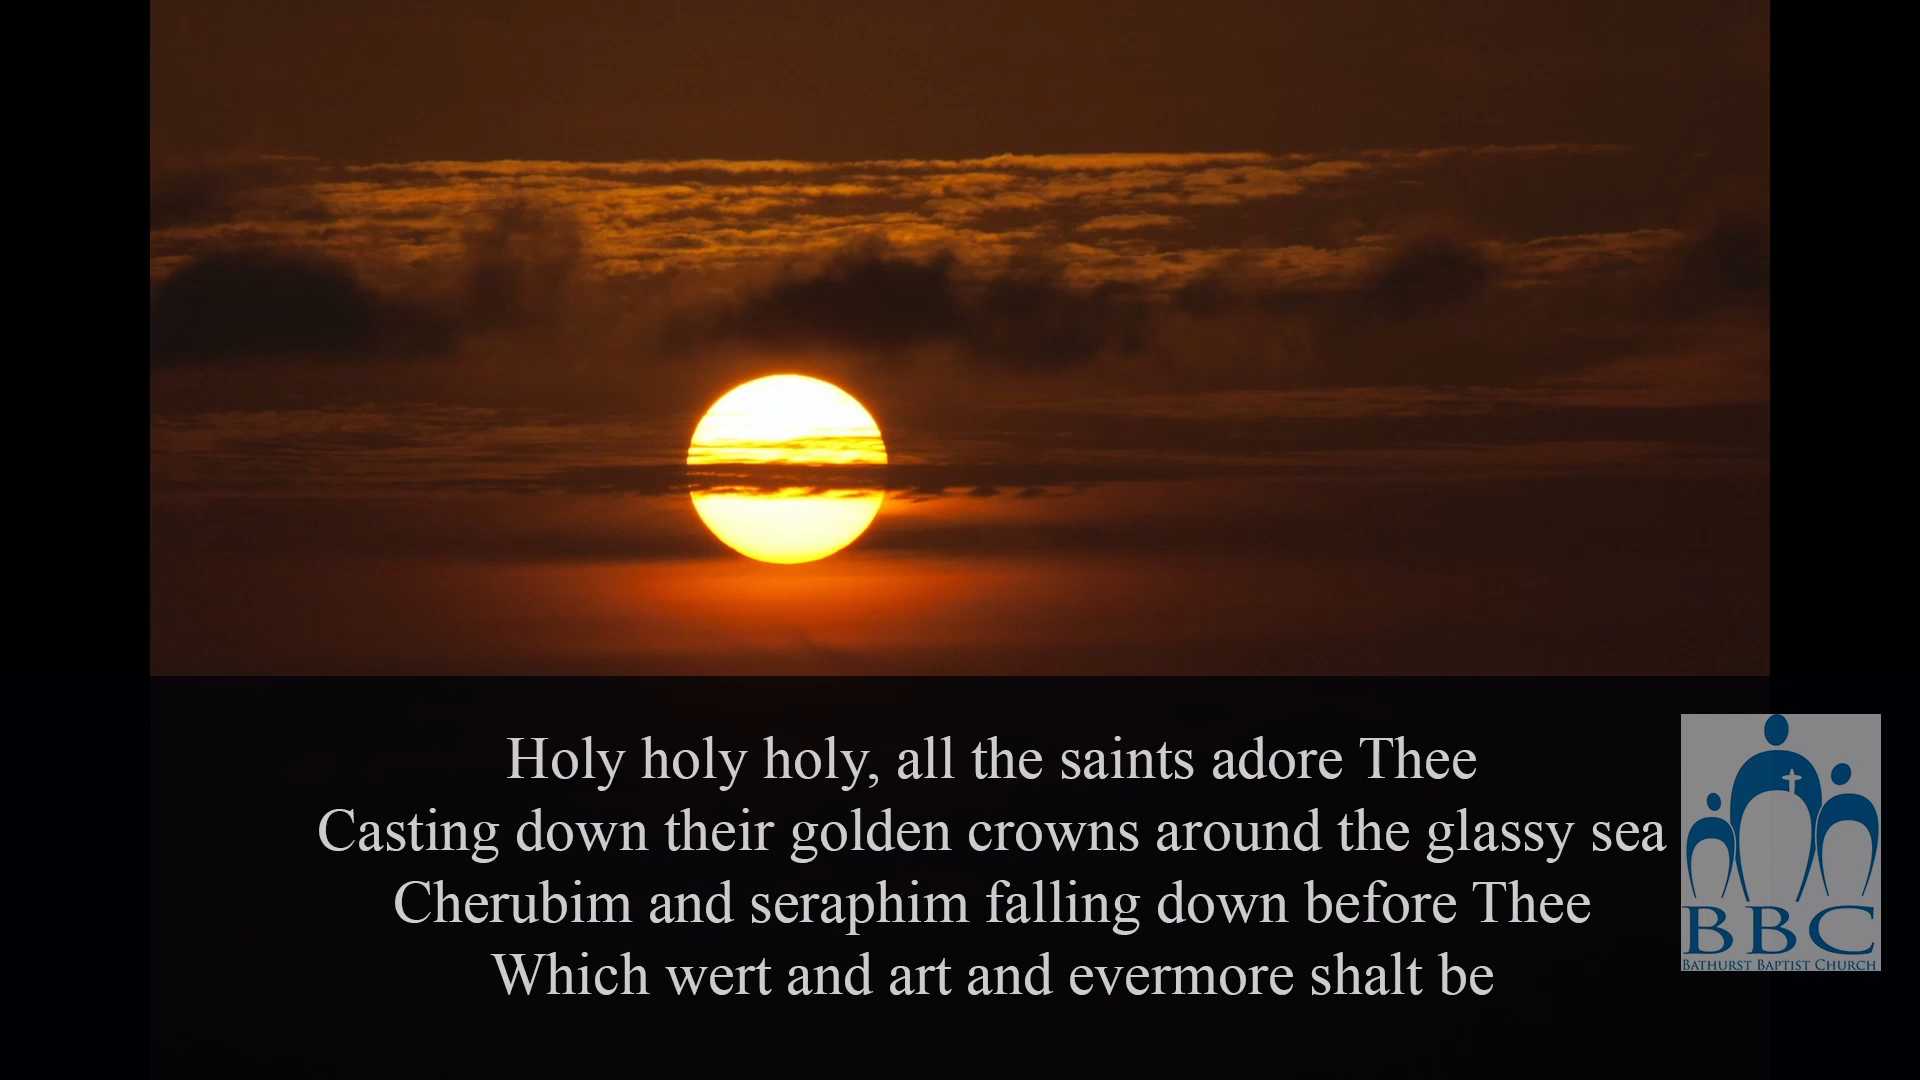 Holy holy holy, all the saints adore Thee
Casting down their golden crowns around the glassy sea
Cherubim and seraphim falling down before Thee
Which wert and art and evermore shalt be
BBC
Bathurst Baptist Church